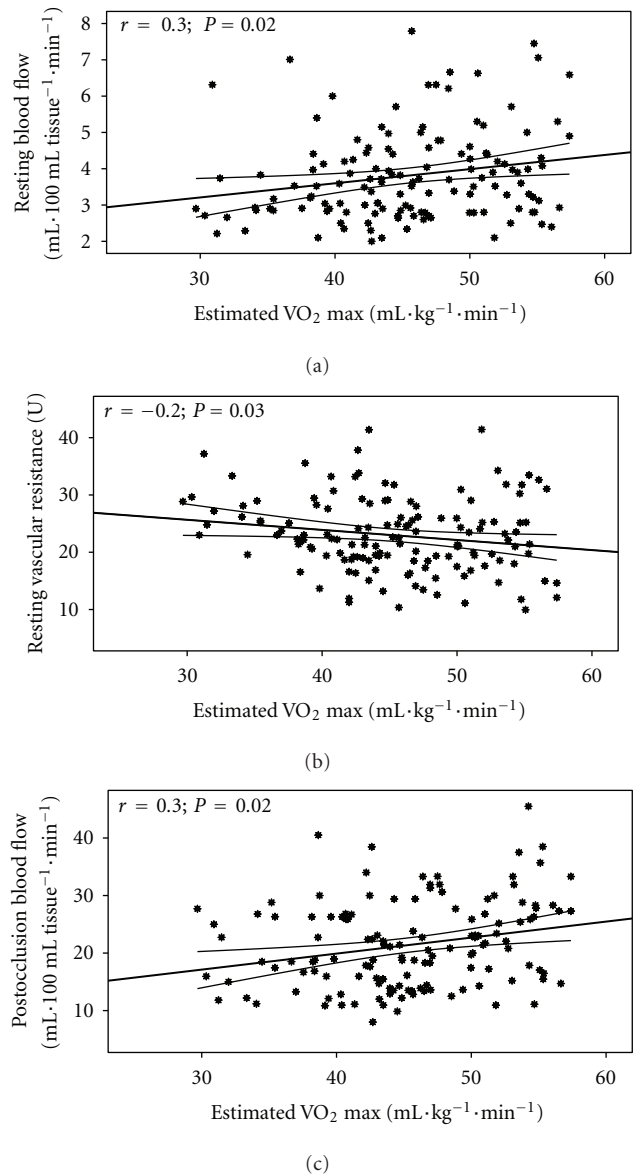 r = 0.3; P = 0.02
8
7
6
5
4
3
2
Resting blood flow
(mL·100 mL tissue⁻¹·min⁻¹)
30 40 50 60
Estimated VO₂ max (mL·kg⁻¹·min⁻¹)
(a)
r = −0.2; P = 0.03
40
30
20
10
Resting vascular resistance (U)
30 40 50 60
Estimated VO₂ max (mL·kg⁻¹·min⁻¹)
(b)
r = 0.3; P = 0.02
40
30
20
10
Postocclusion blood flow
(mL·100 mL tissue⁻¹·min⁻¹)
30 40 50 60
Estimated VO₂ max (mL·kg⁻¹·min⁻¹)
(c)